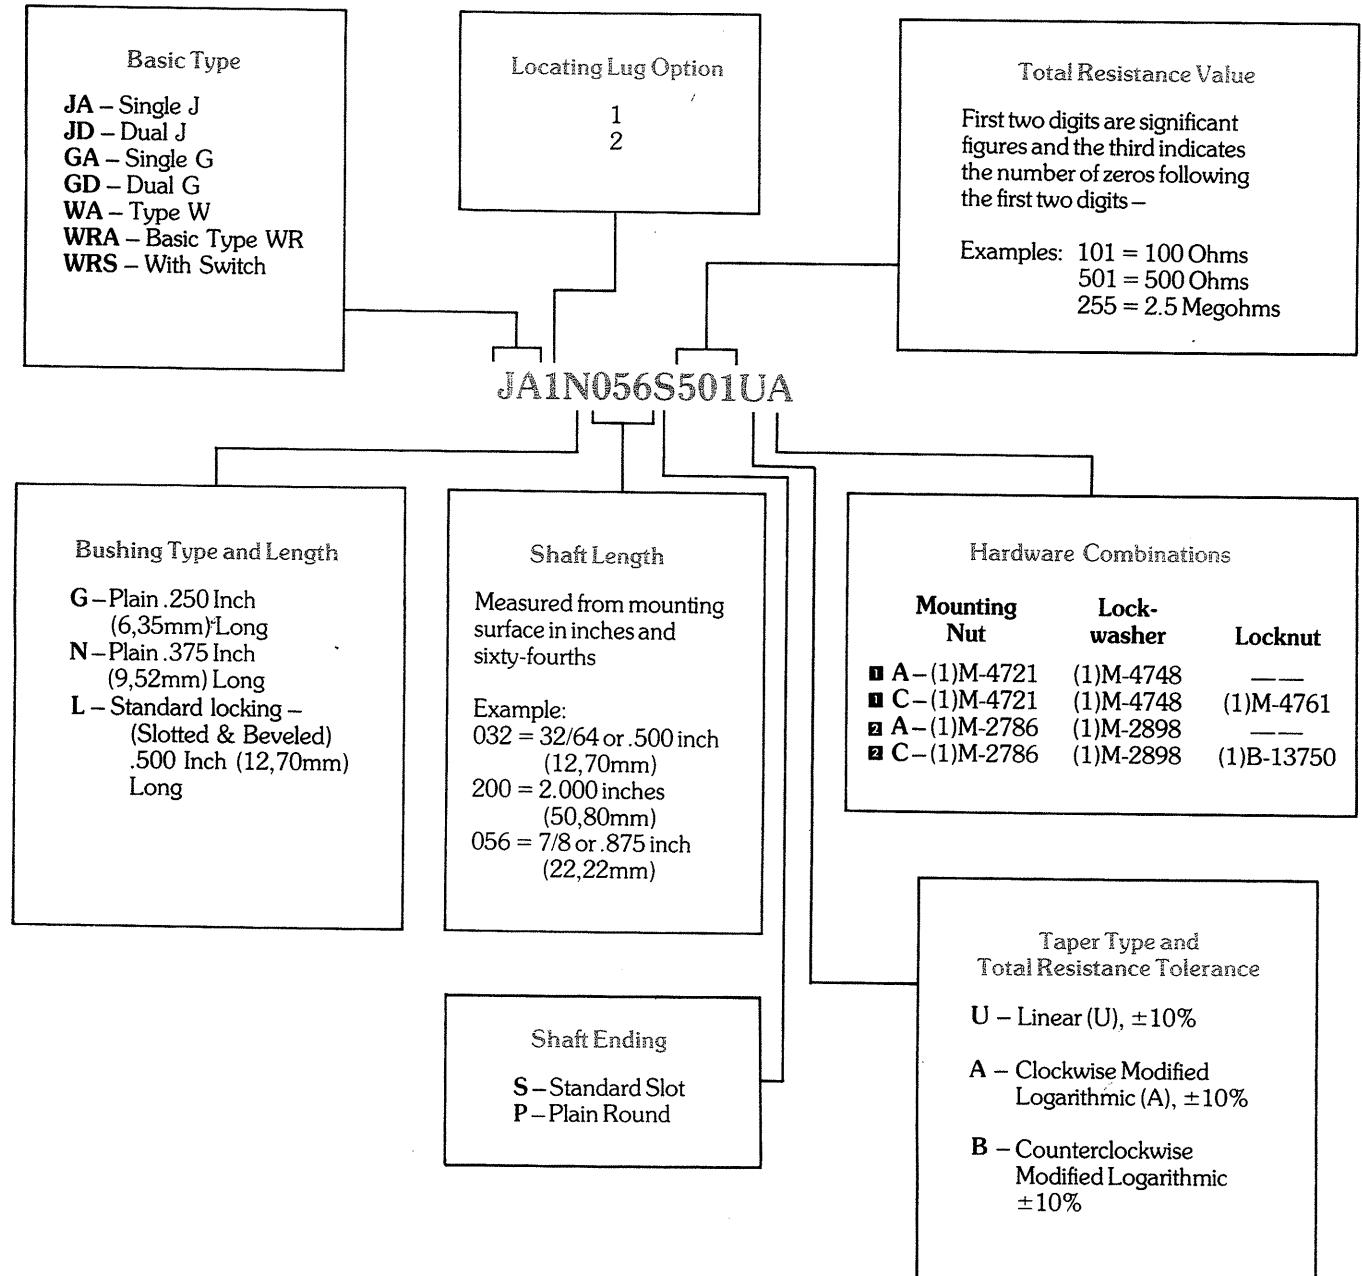 Basic Type
JA – Single J
JD – Dual J
GA – Single G
GD – Dual G
WA – Type W
WRA – Basic Type WR
WRS – With Switch
Locating Lug Option
1
2
Total Resistance Value
First two digits are significant
figures and the third indicates
the number of zeros following
the first two digits –
Examples: 101 = 100 Ohms
501 = 500 Ohms
255 = 2.5 Megohms
JA1N056S501UA
Bushing Type and Length
G – Plain .250 Inch
(6,35mm) Long
N – Plain .375 Inch
(9,52mm) Long
L – Standard locking –
(Slotted & Beveled)
.500 Inch (12,70mm)
Long
Shaft Length
Measured from mounting
surface in inches and
sixty-fourths
Example:
032 = 32/64 or .500 inch
(12,70mm)
200 = 2.000 inches
(50,80mm)
056 = 7/8 or .875 inch
(22,22mm)
Hardware Combinations
Mounting Lock-
Nut washer Locknut
1 A – (1)M-4721 (1)M-4748 — —
1 C – (1)M-4721 (1)M-4748 (1)M-4761
2 A – (1)M-2786 (1)M-2898 — —
2 C – (1)M-2786 (1)M-2898 (1)B-13750
Shaft Ending
S – Standard Slot
P – Plain Round
Taper Type and
Total Resistance Tolerance
U – Linear (U), ±10%
A – Clockwise Modified
Logarithmic (A), ±10%
B – Counterclockwise
Modified Logarithmic
±10%